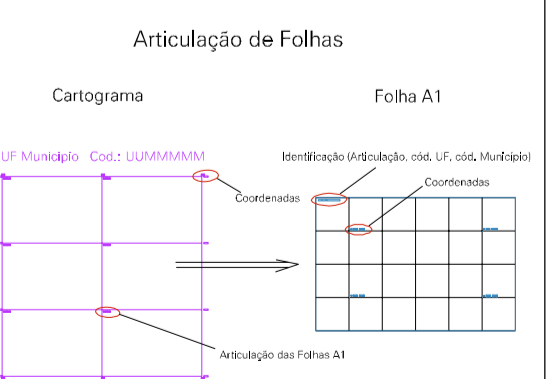 Articulação de Folhas
Cartograma
Folha A1
UF Municipio Cod.: UUMMMMM
Identificação (Articulação, cód. UF, cód. Município)
Coordenadas
Coordenadas
Articulação das Folhas A1